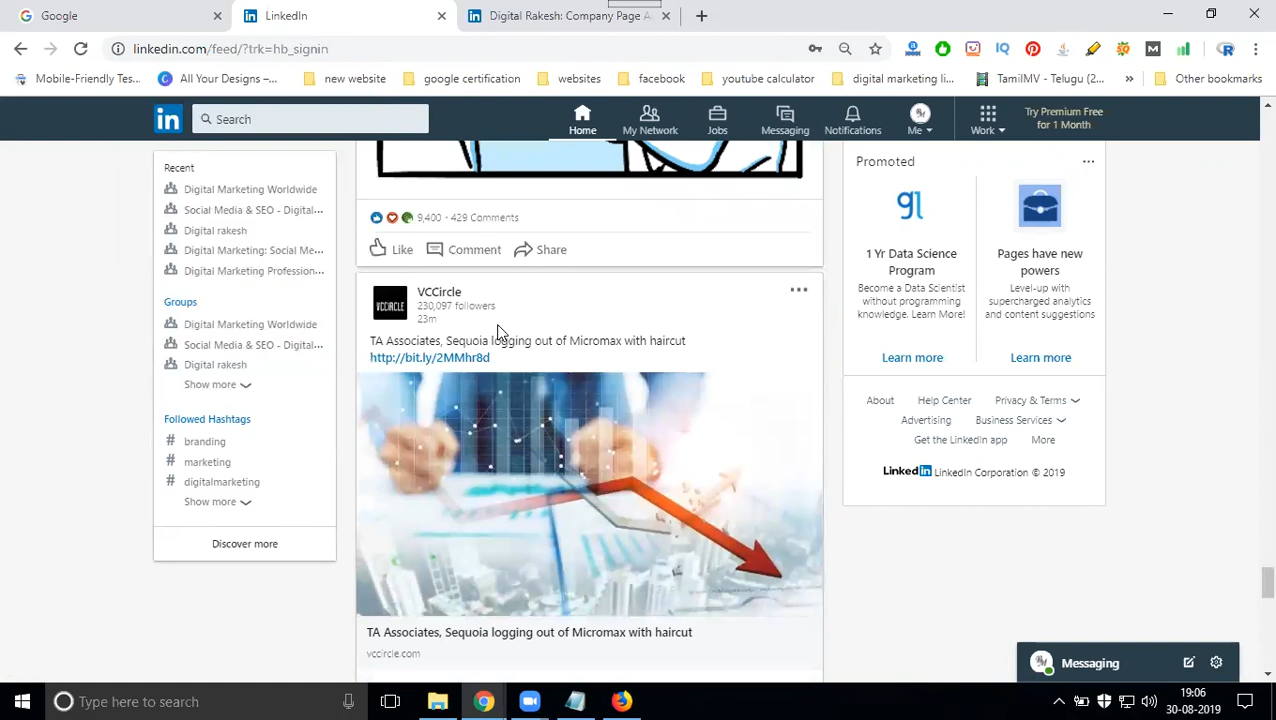 Google
LinkedIn
Digital Rakesh: Company Page A
linkedin.com/feed/?trk=hb_signin
Mobile-Friendly Tes...
All Your Designs –...
new website
google certification
websites
facebook
youtube calculator
digital marketing li...
TamilMV - Telugu (2...
Other bookmarks
in
Search
Home
My Network
Jobs
Messaging
Notifications
Me
Work
Try Premium Free
for 1 Month
Recent
Digital Marketing Worldwide
Social Media & SEO - Digital...
Digital rakesh
Digital Marketing: Social Me...
Digital Marketing Profession...
Groups
Digital Marketing Worldwide
Social Media & SEO - Digital...
Digital rakesh
Show more
Followed Hashtags
# branding
# marketing
# digitalmarketing
Show more
Discover more
9,400 · 429 Comments
Like Comment Share
VCCIRCLE
VCCircle
230,097 followers
23m
TA Associates, Sequoia logging out of Micromax with haircut
http://bit.ly/2MMhr8d
TA Associates, Sequoia logging out of Micromax with haircut
vccircle.com
Promoted
gl
1 Yr Data Science
Program
Become a Data Scientist
without programming
knowledge. Learn More!
Learn more
Pages have new
powers
Level-up with
supercharged analytics
and content suggestions
Learn more
About Help Center Privacy & Terms
Advertising Business Services
Get the LinkedIn app More
LinkedIn LinkedIn Corporation © 2019
Messaging
Type here to search
19:06
30-08-2019